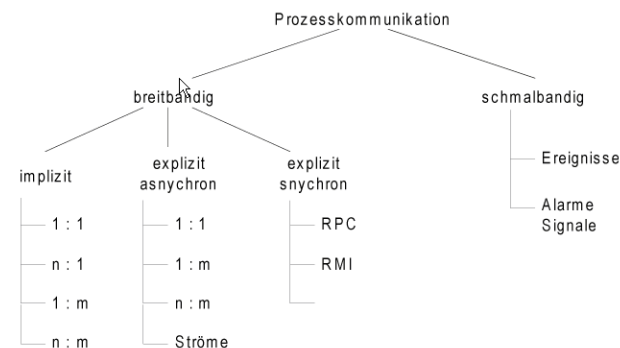 Prozesskommunikation
breitbandig
schmalbandig
implizit
explizit
asnychron
explizit
snychron
1 : 1
n : 1
1 : m
n : m
1 : 1
1 : m
n : m
Ströme
RPC
RMI
Ereignisse
Alarme
Signale